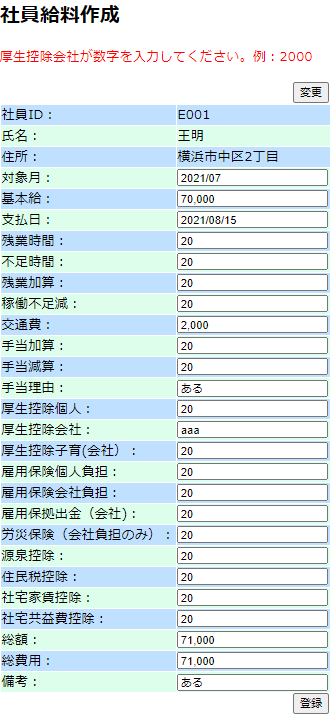 社員給料作成
厚生控除会社が数字を入力してください。例：2000
変更
社員ID： E001
氏名： 王明
住所： 横浜市中区2丁目
対象月： 2021/07
基本給： 70,000
支払日： 2021/08/15
残業時間： 20
不足時間： 20
残業加算： 20
稼働不足減： 20
交通費： 2,000
手当加算： 20
手当減算： 20
手当理由： ある
厚生控除個人： 20
厚生控除会社： aaa
厚生控除子育(会社）： 20
雇用保険個人負担： 20
雇用保険会社負担： 20
雇用保拠出金（会社)： 20
労災保険（会社負担のみ）： 20
源泉控除： 20
住民税控除： 20
社宅家賃控除： 20
社宅共益費控除： 20
総額： 71,000
総費用： 71,000
備考： ある
登録